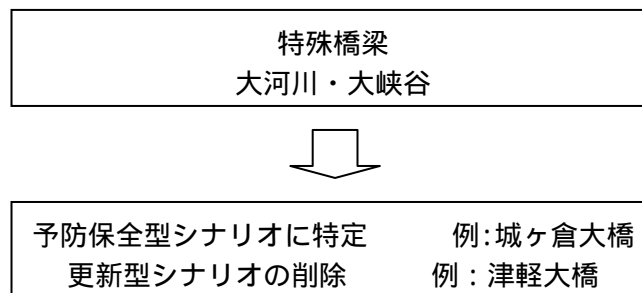 特殊橋梁
大河川・大峡谷
予防保全型シナリオに特定　例:城ヶ倉大橋
更新型シナリオの削除　例：津軽大橋